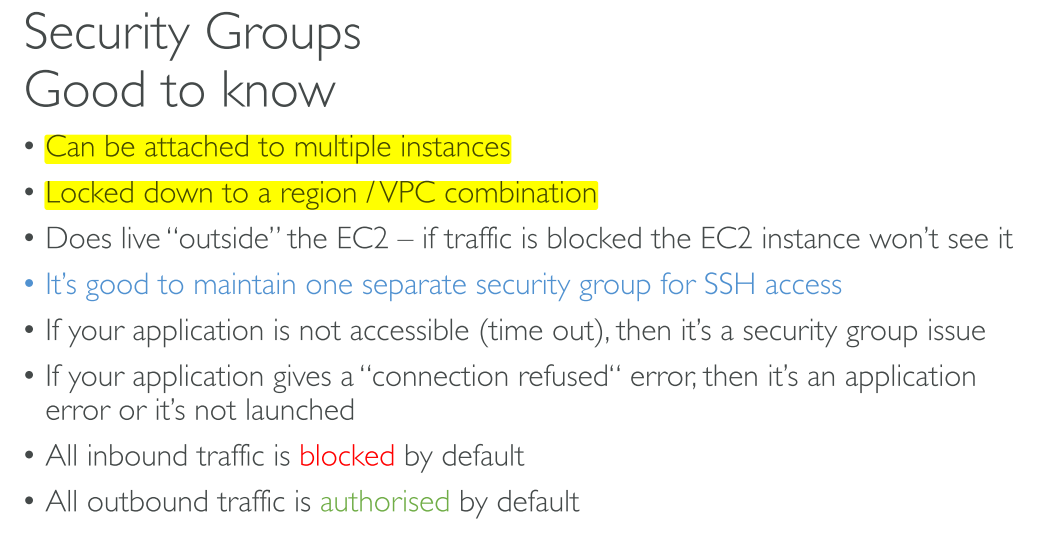 Security Groups
Good to know
• Can be attached to multiple instances
• Locked down to a region / VPC combination
• Does live “outside” the EC2 – if traffic is blocked the EC2 instance won’t see it
• It’s good to maintain one separate security group for SSH access
• If your application is not accessible (time out), then it’s a security group issue
• If your application gives a “connection refused“ error, then it’s an application
error or it’s not launched
• All inbound traffic is blocked by default
• All outbound traffic is authorised by default